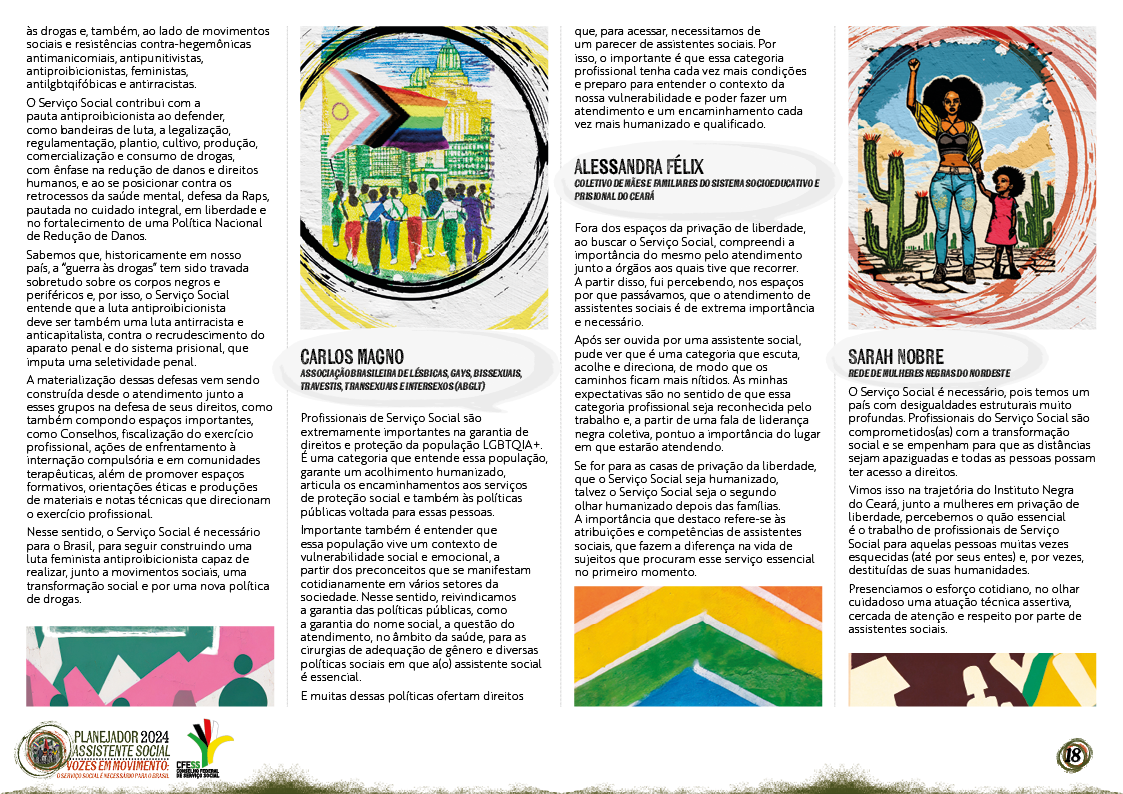 às drogas e, também, ao lado de movimentos
sociais e resistências contra-hegemônicas
antimanicomiais, antipunitivistas,
antiproibicionistas, feministas,
antilgbtqifóbicas e antirracistas.
O Serviço Social contribui com a
pauta antiproibicionista ao defender,
como bandeiras de luta, a legalização,
regulamentação, plantio, cultivo, produção,
comercialização e consumo de drogas,
com ênfase na redução de danos e direitos
humanos, e ao se posicionar contra os
retrocessos da saúde mental, defesa da Raps,
pautada no cuidado integral, em liberdade e
no fortalecimento de uma Política Nacional
de Redução de Danos.
Sabemos que, historicamente em nosso
país, a “guerra às drogas” tem sido travada
sobretudo sobre os corpos negros e
periféricos e, por isso, o Serviço Social
entende que a luta antiproibicionista
deve ser também uma luta antirracista e
anticapitalista, contra o recrudescimento do
aparato penal e do sistema prisional, que
imputa uma seletividade penal.
A materialização dessas defesas vem sendo
construída desde o atendimento junto a
esses grupos na defesa de seus direitos, como
também compondo espaços importantes,
como Conselhos, fiscalização do exercício
profissional, ações de enfrentamento à
internação compulsória e em comunidades
terapêuticas, além de promover espaços
formativos, orientações éticas e produções
de materiais e notas técnicas que direcionam
o exercício profissional.
Nesse sentido, o Serviço Social é necessário
para o Brasil, para seguir construindo uma
luta feminista antiproibicionista capaz de
realizar, junto a movimentos sociais, uma
transformação social e por uma nova política
de drogas.
CARLOS MAGNO
ASSOCIAÇÃO BRASILEIRA DE LÉSBICAS, GAYS, BISSEXUAIS,
TRAVESTIS, TRANSEXUAIS E INTERSEXOS (ABGLT)
Profissionais de Serviço Social são
extremamente importantes na garantia de
direitos e proteção da população LGBTQIA+.
É uma categoria que entende essa população,
garante um acolhimento humanizado,
articula os encaminhamentos aos serviços
de proteção social e também às políticas
públicas voltada para essas pessoas.
Importante também é entender que
essa população vive um contexto de
vulnerabilidade social e emocional, a
partir dos preconceitos que se manifestam
cotidianamente em vários setores da
sociedade. Nesse sentido, reivindicamos
a garantia das políticas públicas, como
a garantia do nome social, a questão do
atendimento, no âmbito da saúde, para as
cirurgias de adequação de gênero e diversas
políticas sociais em que a(o) assistente social
é essencial.
E muitas dessas políticas ofertam direitos
que, para acessar, necessitamos de
um parecer de assistentes sociais. Por
isso, o importante é que essa categoria
profissional tenha cada vez mais condições
e preparo para entender o contexto da
nossa vulnerabilidade e poder fazer um
atendimento e um encaminhamento cada
vez mais humanizado e qualificado.
ALESSANDRA FÉLIX
COLETIVO DE MÃES E FAMILIARES DO SISTEMA SOCIOEDUCATIVO E
PRISIONAL DO CEARÁ
Fora dos espaços da privação de liberdade,
ao buscar o Serviço Social, compreendi a
importância do mesmo pelo atendimento
junto a órgãos aos quais tive que recorrer.
A partir disso, fui percebendo, nos espaços
por que passávamos, que o atendimento de
assistentes sociais é de extrema importância
e necessário.
Após ser ouvida por uma assistente social,
pude ver que é uma categoria que escuta,
acolhe e direciona, de modo que os
caminhos ficam mais nítidos. As minhas
expectativas são no sentido de que essa
categoria profissional seja reconhecida pelo
trabalho e, a partir de uma fala de liderança
negra coletiva, pontuo a importância do lugar
em que estarão atendendo.
Se for para as casas de privação da liberdade,
que o Serviço Social seja humanizado,
talvez o Serviço Social seja o segundo
olhar humanizado depois das famílias.
A importância que destaco refere-se às
atribuições e competências de assistentes
sociais, que fazem a diferença na vida de
sujeitos que procuram esse serviço essencial
no primeiro momento.
SARAH NOBRE
REDE DE MULHERES NEGRAS DO NORDESTE
O Serviço Social é necessário, pois temos um
país com desigualdades estruturais muito
profundas. Profissionais do Serviço Social são
comprometidos(as) com a transformação
social e se empenham para que as distâncias
sejam apaziguadas e todas as pessoas possam
ter acesso a direitos.
Vimos isso na trajetória do Instituto Negra
do Ceará, junto a mulheres em privação de
liberdade, percebemos o quão essencial
é o trabalho de profissionais de Serviço
Social para aquelas pessoas muitas vezes
esquecidas (até por seus entes) e, por vezes,
destituídas de suas humanidades.
Presenciamos o esforço cotidiano, no olhar
cuidadoso uma atuação técnica assertiva,
cercada de atenção e respeito por parte de
assistentes sociais.
PLANEJADOR 2024
ASSISTENTE SOCIAL
VOZES EM MOVIMENTO:
O SERVIÇO SOCIAL É NECESSÁRIO PARA O BRASIL
CFESS
CONSELHO FEDERAL
DE SERVIÇO SOCIAL
18